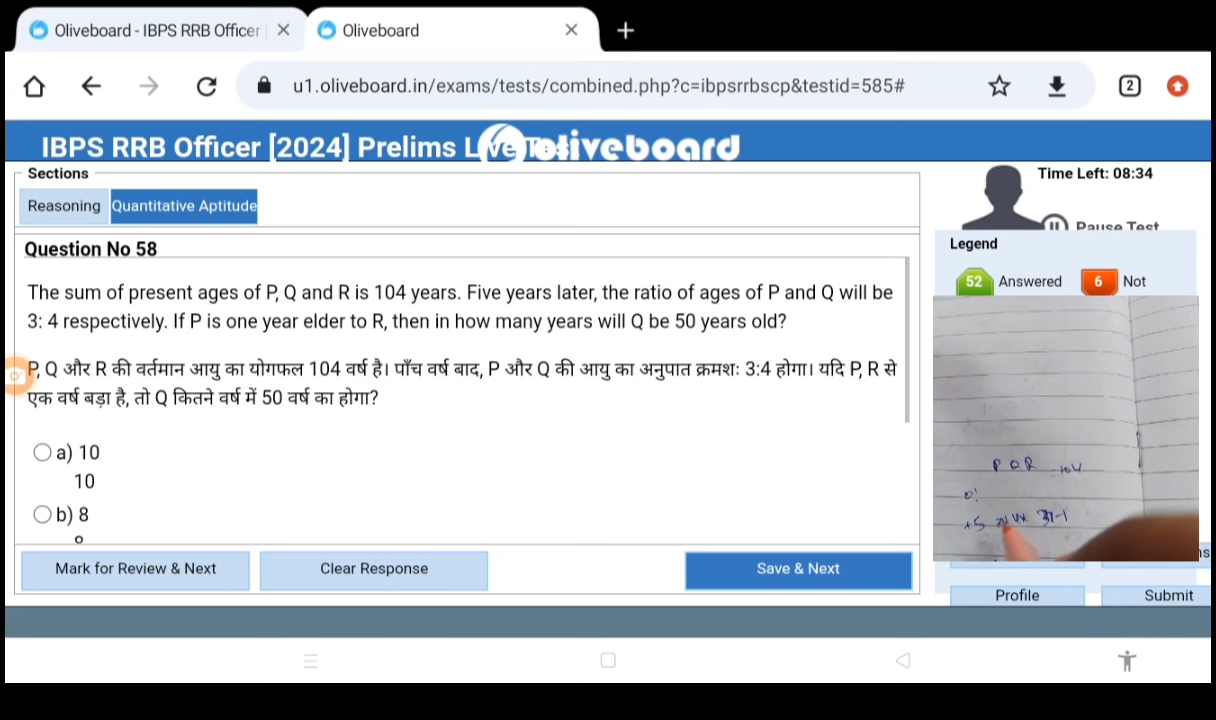 Oliveboard - IBPS RRB Officer
Oliveboard
u1.oliveboard.in/exams/tests/combined.php?c=ibpsrrbscp&testid=585#
2
IBPS RRB Officer [2024] Prelims Live Test
oliveboard
Sections
Reasoning Quantitative Aptitude
Time Left: 08:34
Pause Test
Question No 58
Legend
52 Answered 6 Not
The sum of present ages of P, Q and R is 104 years. Five years later, the ratio of ages of P and Q will be
3: 4 respectively. If P is one year elder to R, then in how many years will Q be 50 years old?
P, Q और R की वर्तमान आयु का योगफल 104 वर्ष है। पाँच वर्ष बाद, P और Q की आयु का अनुपात क्रमशः 3:4 होगा। यदि P, R से
एक वर्ष बड़ा है, तो Q कितने वर्ष में 50 वर्ष का होगा?
a) 10
10
b) 8
P Q R = 104
+5
Mark for Review & Next Clear Response Save & Next
Profile Submit